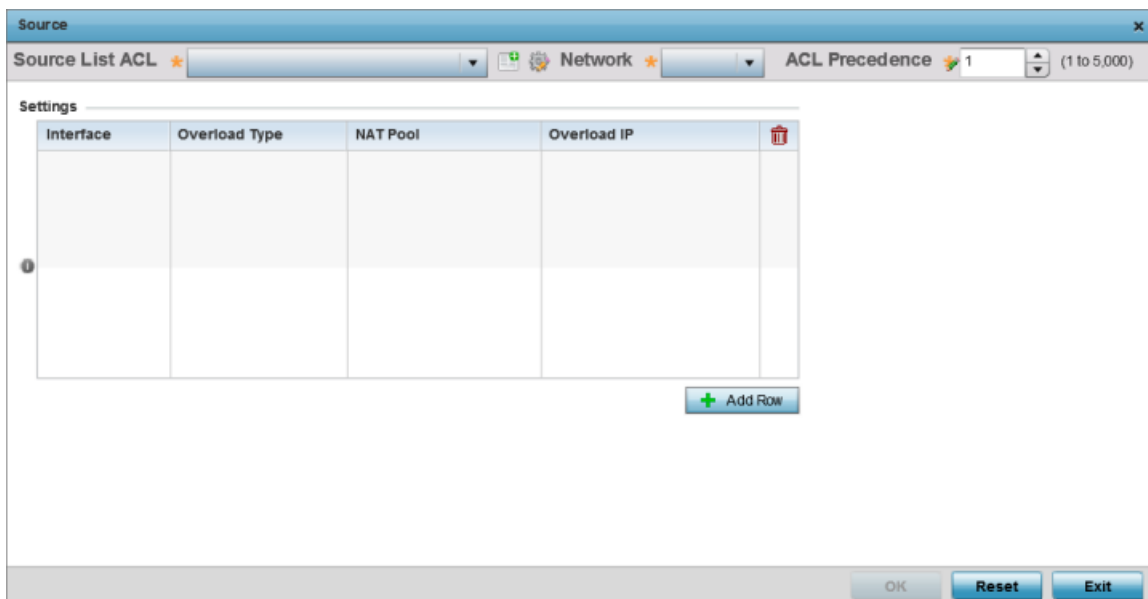 Source
Source List ACL Network ACL Precedence 1 (1 to 5,000)
Settings
Interface Overload Type NAT Pool Overload IP
Add Row
OK Reset Exit